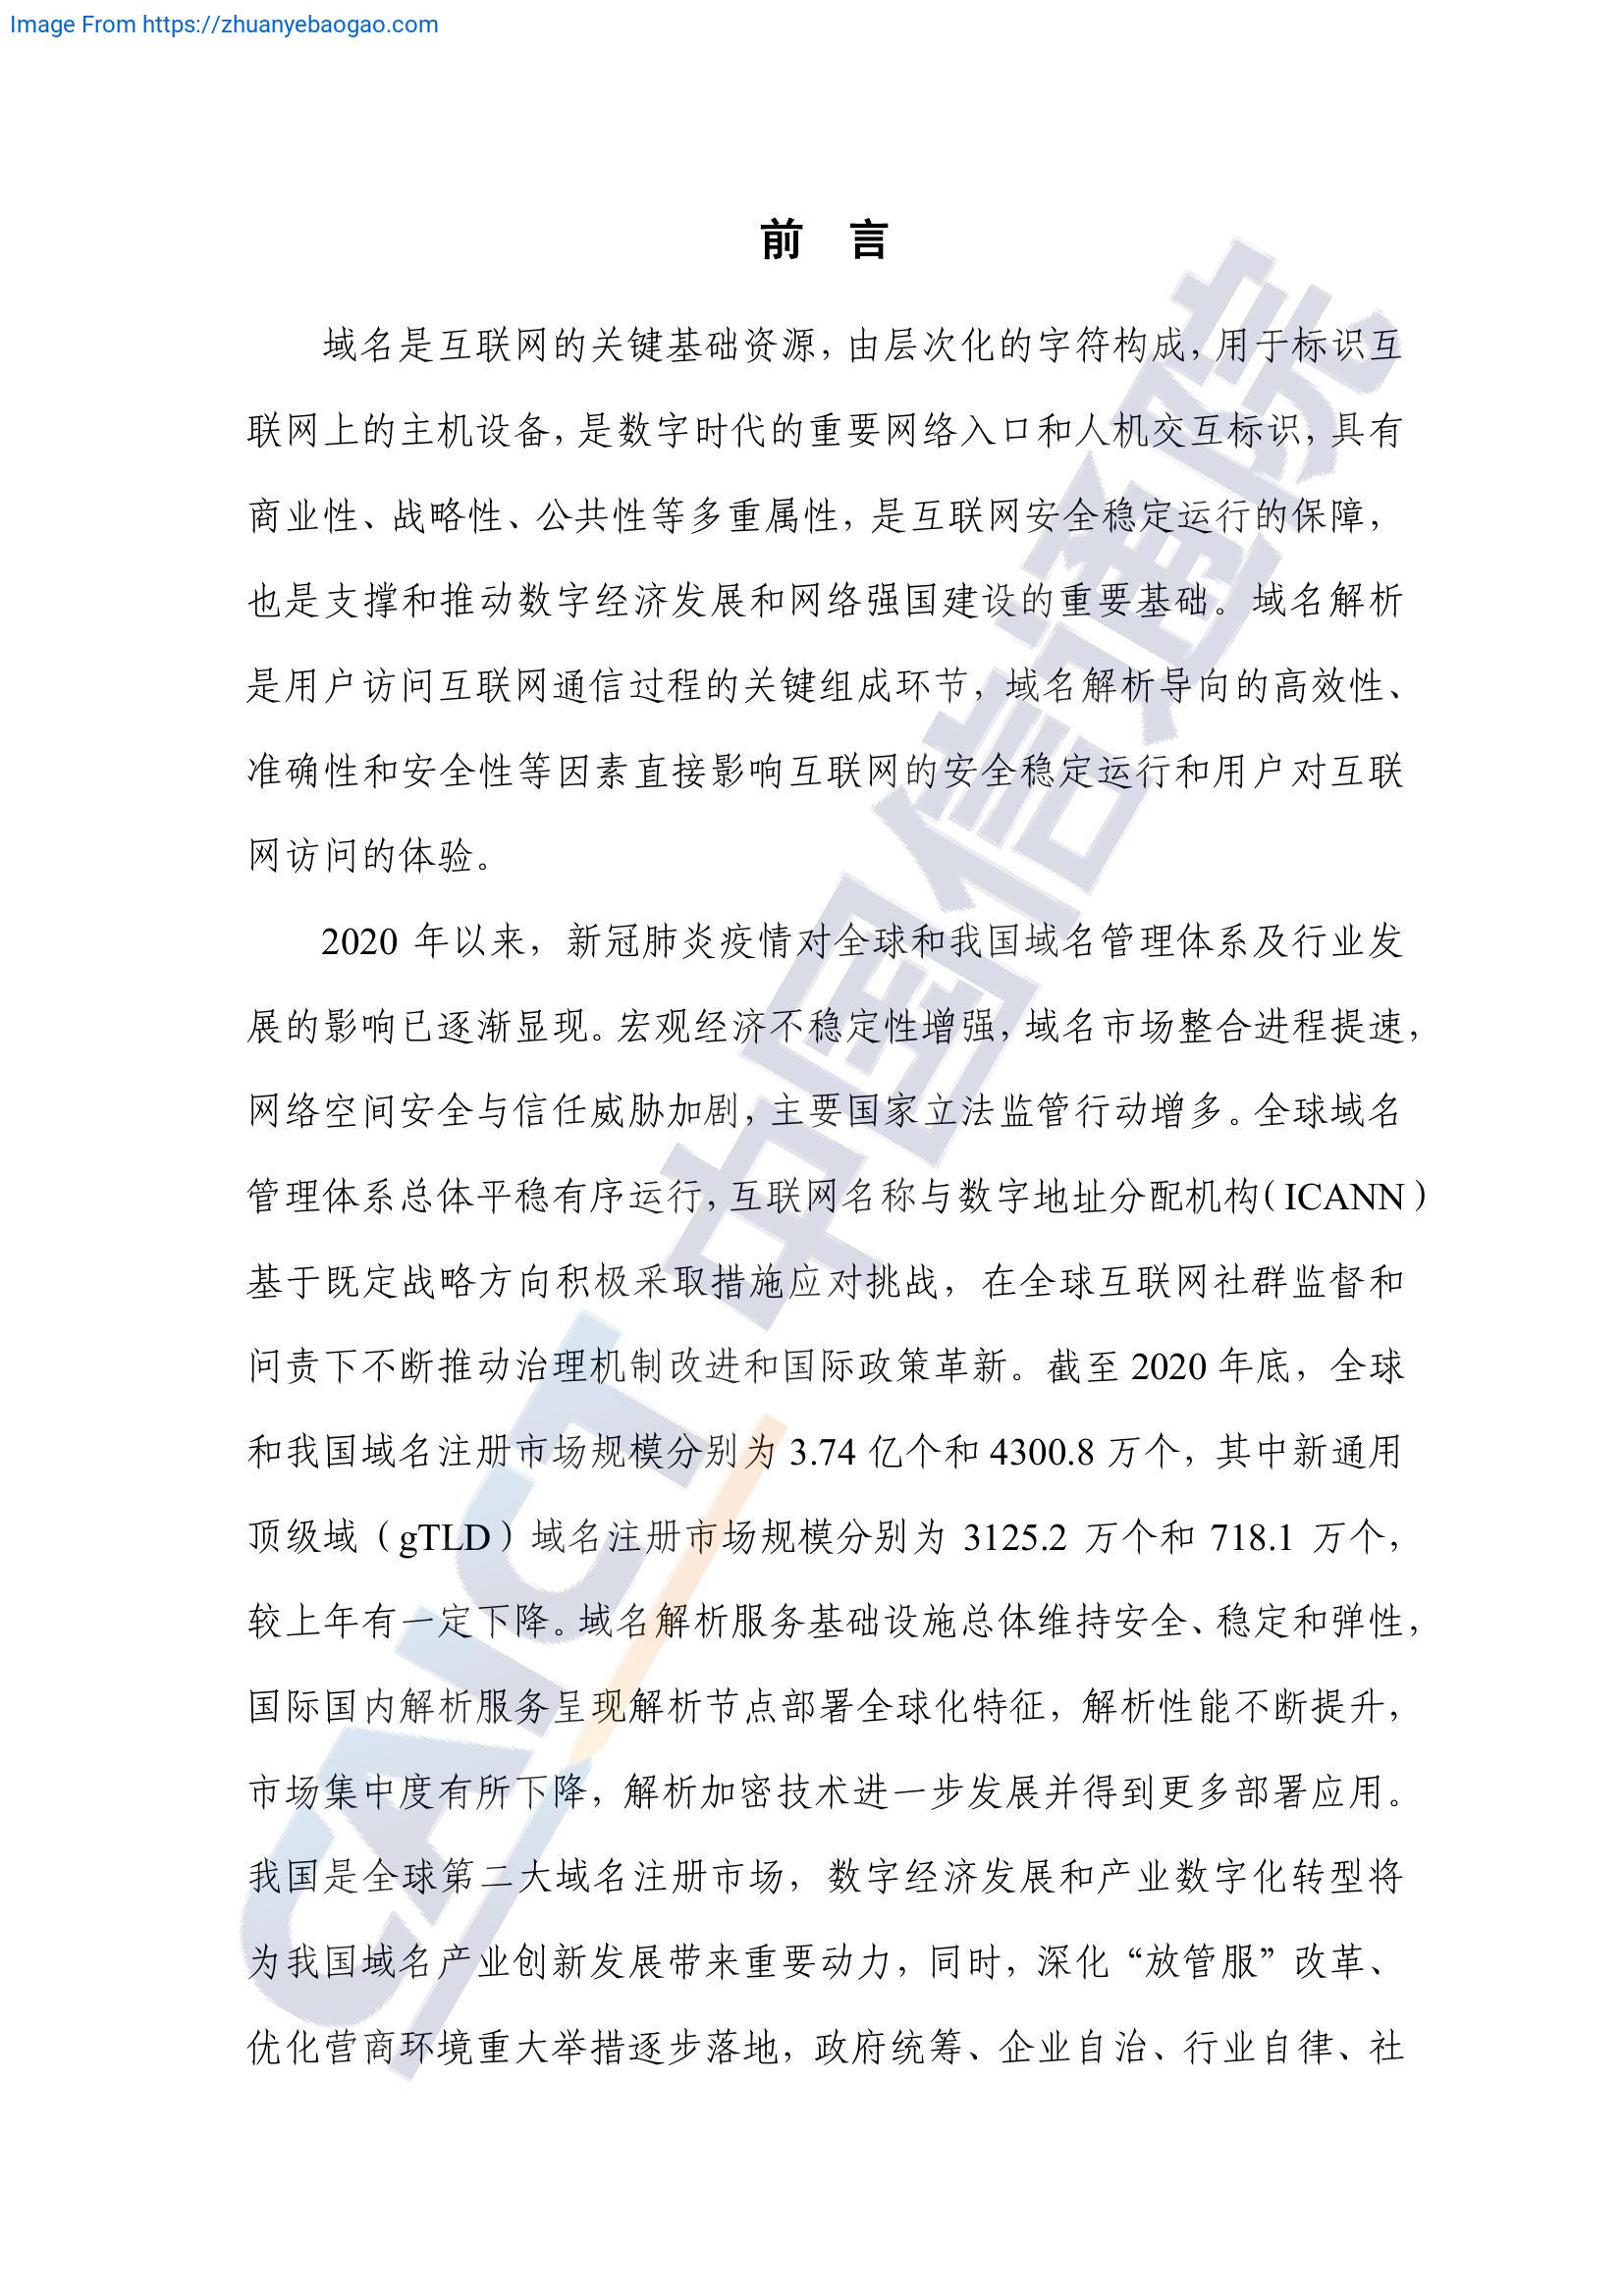 Image From https://zhuanyebaogao.com
前 言
域名是互联网的关键基础资源，由层次化的字符构成，用于标识互
联网上的主机设备，是数字时代的重要网络入口和人机交互标识，具有
商业性、战略性、公共性等多重属性，是互联网安全稳定运行的保障，
也是支撑和推动数字经济发展和网络强国建设的重要基础。域名解析
是用户访问互联网通信过程的关键组成环节，域名解析导向的高效性、
准确性和安全性等因素直接影响互联网的安全稳定运行和用户对互联
网访问的体验。
2020 年以来，新冠肺炎疫情对全球和我国域名管理体系及行业发
展的影响已逐渐显现。宏观经济不稳定性增强，域名市场整合进程提速，
网络空间安全与信任威胁加剧，主要国家立法监管行动增多。全球域名
管理体系总体平稳有序运行，互联网名称与数字地址分配机构（ICANN）
基于既定战略方向积极采取措施应对挑战，在全球互联网社群监督和
问责下不断推动治理机制改进和国际政策革新。截至 2020 年底，全球
和我国域名注册市场规模分别为 3.74 亿个和 4300.8 万个，其中新通用
顶级域（gTLD）域名注册市场规模分别为 3125.2 万个和 718.1 万个，
较上年有一定下降。域名解析服务基础设施总体维持安全、稳定和弹性，
国际国内解析服务呈现解析节点部署全球化特征，解析性能不断提升，
市场集中度有所下降，解析加密技术进一步发展并得到更多部署应用。
我国是全球第二大域名注册市场，数字经济发展和产业数字化转型将
为我国域名产业创新发展带来重要动力，同时，深化“放管服”改革、
优化营商环境重大举措逐步落地，政府统筹、企业自治、行业自律、社
CAICT 中国信通院